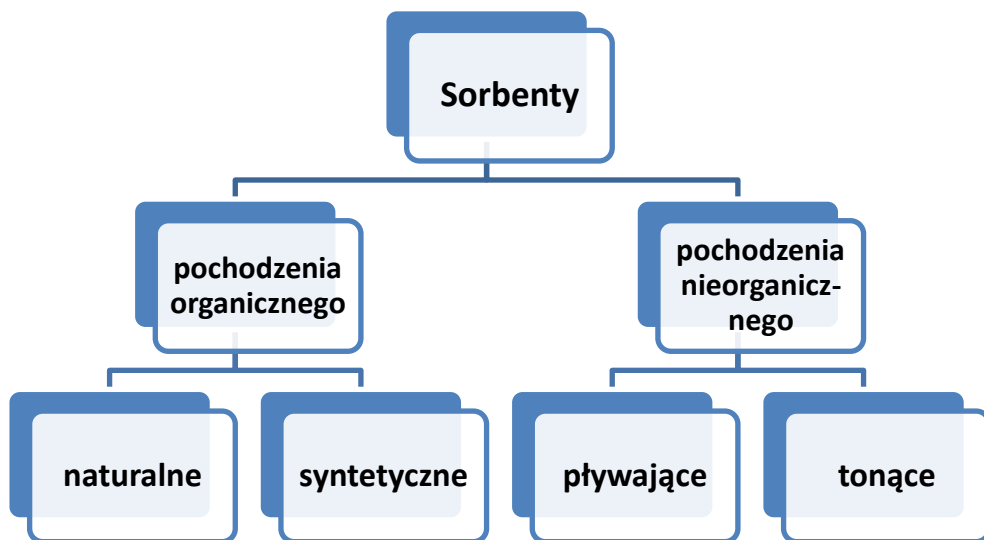 Sorbenty
pochodzenia
organicznego
pochodzenia
nieorganicz-
nego
naturalne
syntetyczne
pływające
tonące